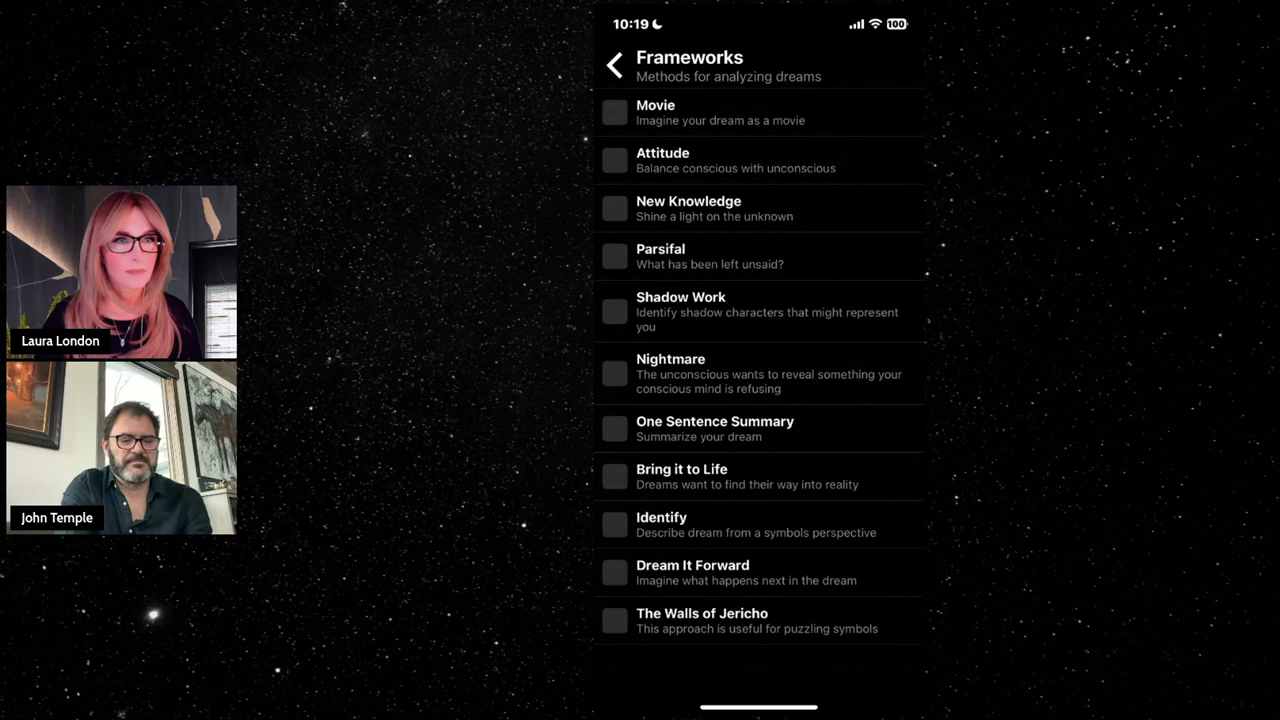 10:19
100
Frameworks
Methods for analyzing dreams
Movie
Imagine your dream as a movie
Attitude
Balance conscious with unconscious
New Knowledge
Shine a light on the unknown
Parsifal
What has been left unsaid?
Shadow Work
Identify shadow characters that might represent
you
Nightmare
The unconscious wants to reveal something your
conscious mind is refusing
One Sentence Summary
Summarize your dream
Bring it to Life
Dreams want to find their way into reality
Identify
Describe dream from a symbols perspective
Dream It Forward
Imagine what happens next in the dream
The Walls of Jericho
This approach is useful for puzzling symbols
Laura London
John Temple